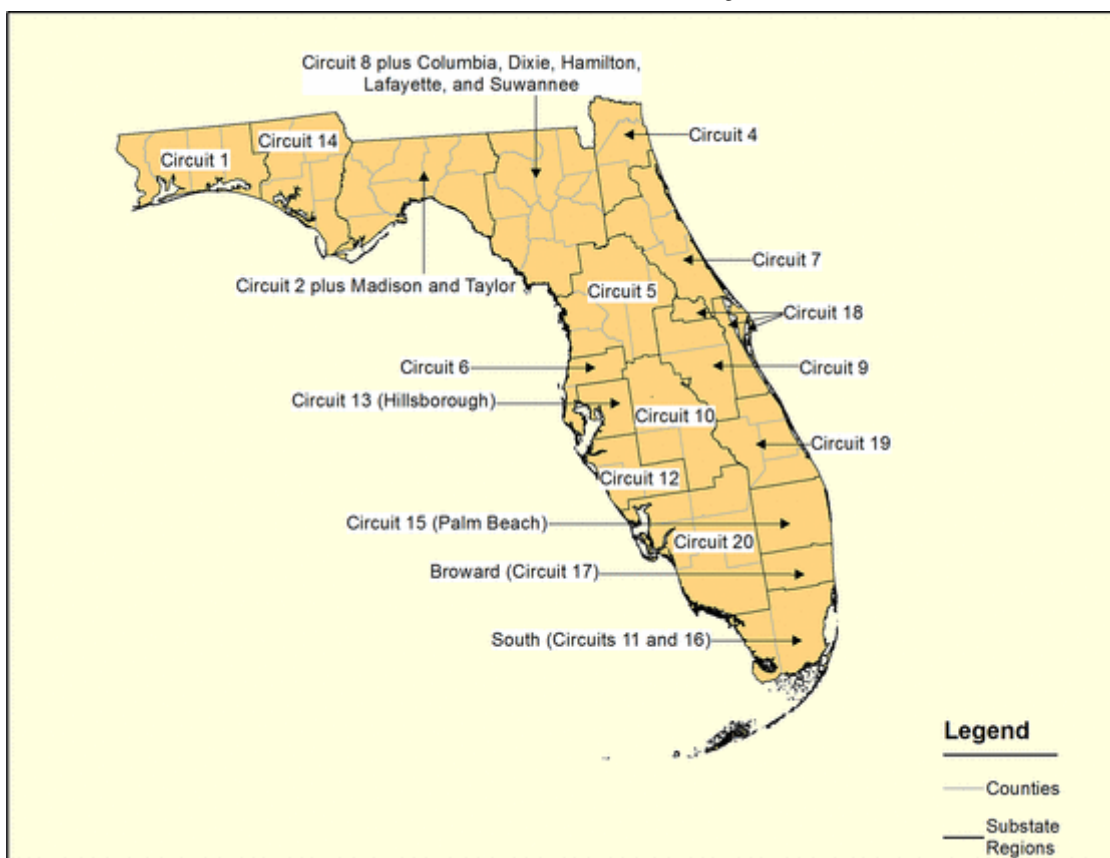 Circuit 8 plus Columbia, Dixie, Hamilton,
Lafayette, and Suwannee
Circuit 4
Circuit 14
Circuit 1
Circuit 7
Circuit 2 plus Madison and Taylor
Circuit 5
Circuit 18
Circuit 6
Circuit 9
Circuit 13 (Hillsborough)
Circuit 10
Circuit 19
Circuit 12
Circuit 15 (Palm Beach)
Circuit 20
Broward (Circuit 17)
South (Circuits 11 and 16)
Legend
Counties
Substate
Regions